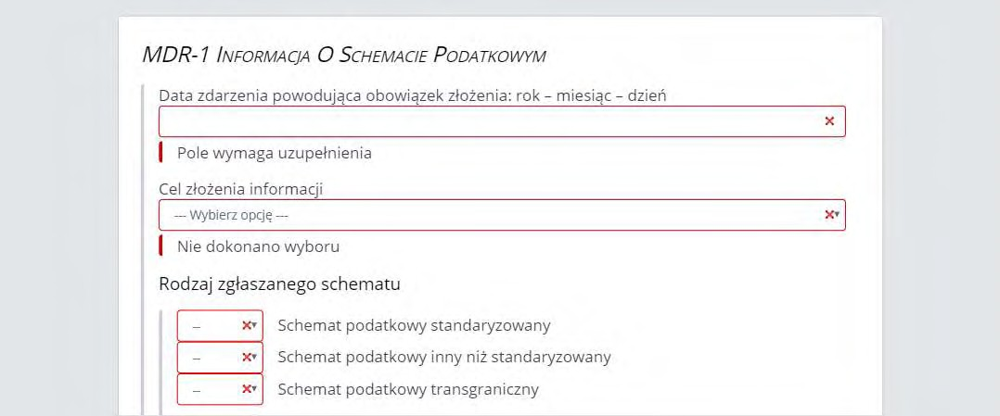 MDR-1 Informacja O Schemacie Podatkowym
Data zdarzenia powodująca obowiązek złożenia: rok – miesiąc – dzień
Pole wymaga uzupełnienia
Cel złożenia informacji
--- Wybierz opcję ---
Nie dokonano wyboru
Rodzaj zgłaszanego schematu
-- Schemat podatkowy standaryzowany
-- Schemat podatkowy inny niż standaryzowany
-- Schemat podatkowy transgraniczny